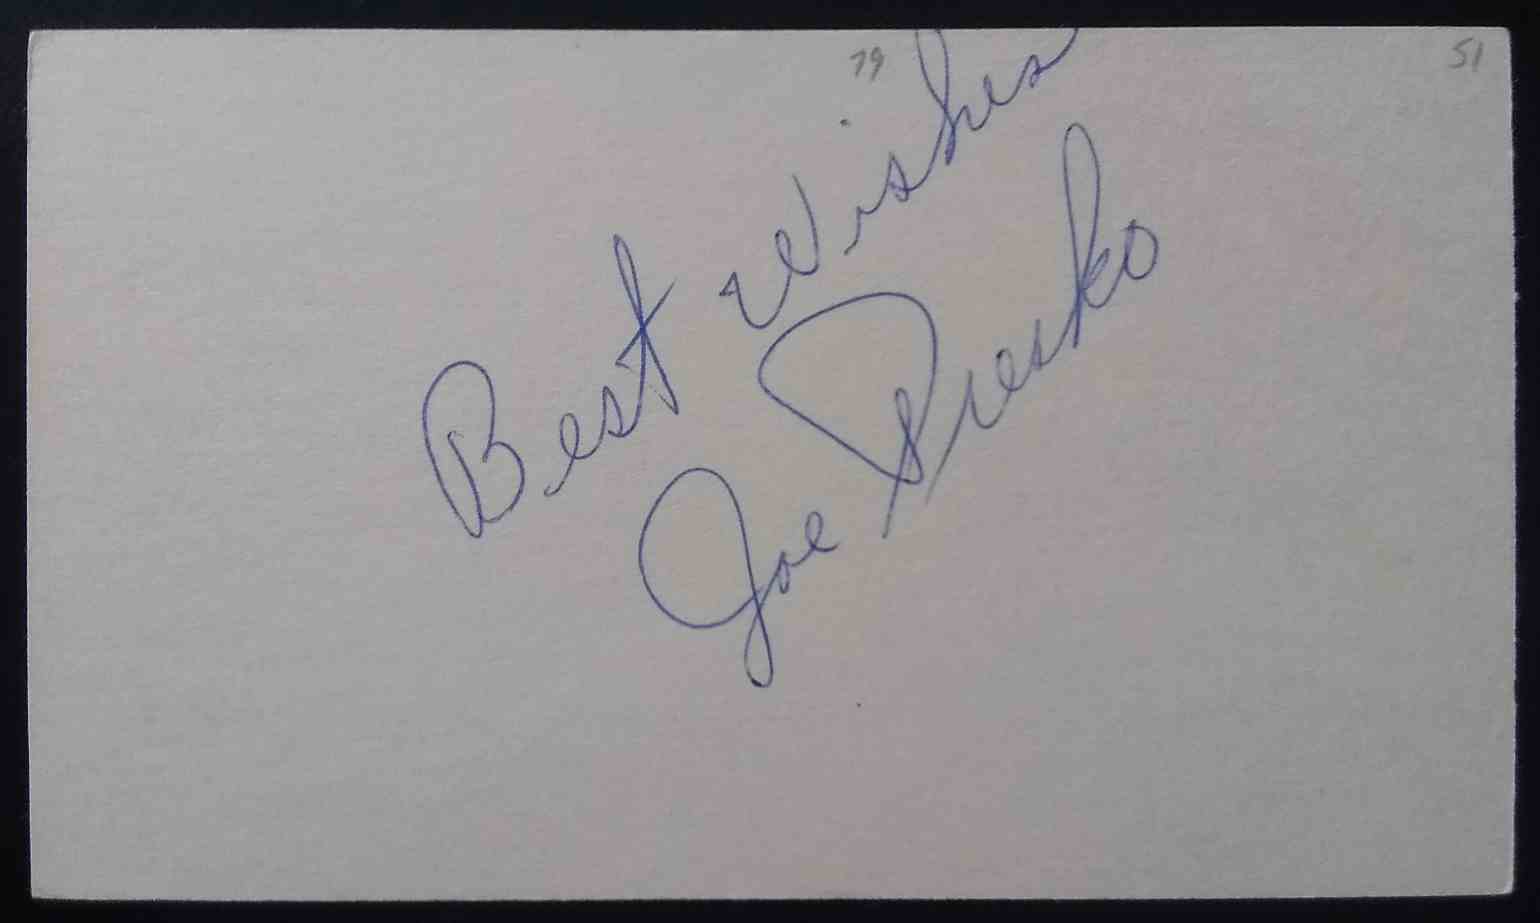 79
51
Best Wishes
Joe Presko